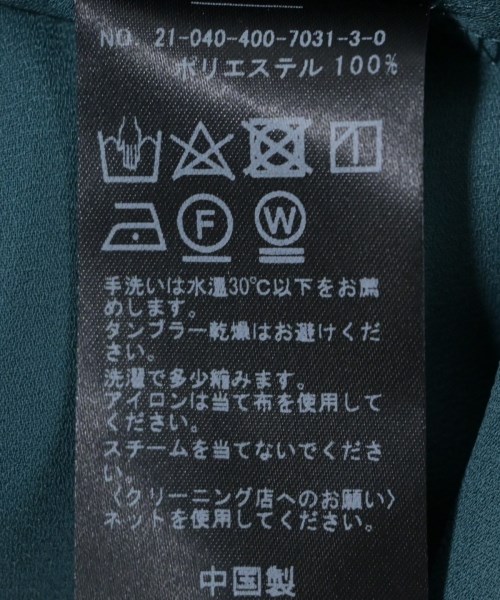 NO. 21-040-400-7031-3-0
ポリエステル 100%
F
W
手洗いは水温30℃以下をお薦
めします。
タンブラー乾燥はお避けくだ
さい。
洗濯で多少縮みます。
アイロンは当て布を使用して
ください。
スチームを当てないでくださ
い。
〈クリーニング店へのお願い〉
ネットを使用してください。
中国製